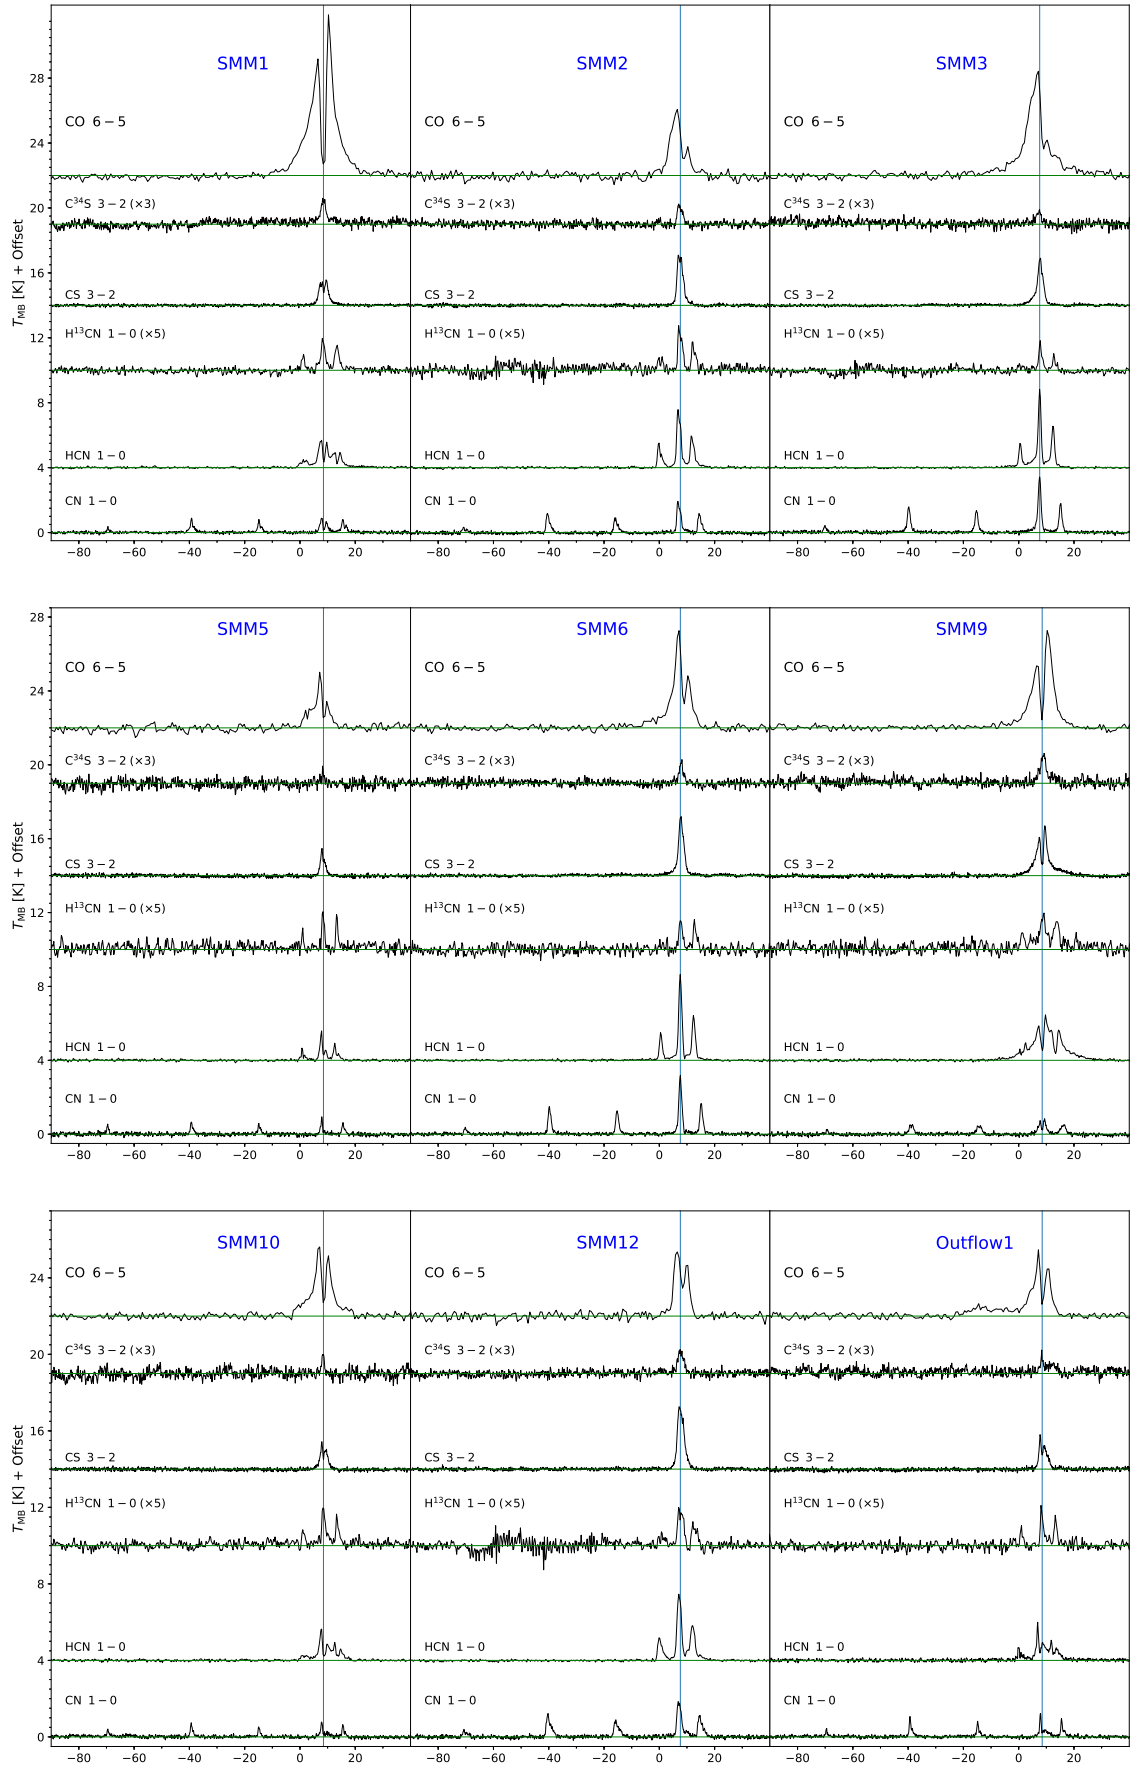 SMM1 SMM2 SMM3
28
CO 6−5 CO 6−5 CO 6−5
24
C³⁴S 3−2 (×3) C³⁴S 3−2 (×3) C³⁴S 3−2 (×3)
20
CS 3−2 CS 3−2 CS 3−2
16
H¹³CN 1−0 (×5) H¹³CN 1−0 (×5) H¹³CN 1−0 (×5)
12
8
HCN 1−0 HCN 1−0 HCN 1−0
4
CN 1−0 CN 1−0 CN 1−0
0
T_MB [K] + Offset
−80 −60 −40 −20 0 20 −80 −60 −40 −20 0 20 −80 −60 −40 −20 0 20
28
SMM5 SMM6 SMM9
CO 6−5 CO 6−5 CO 6−5
24
C³⁴S 3−2 (×3) C³⁴S 3−2 (×3) C³⁴S 3−2 (×3)
20
16
CS 3−2 CS 3−2 CS 3−2
H¹³CN 1−0 (×5) H¹³CN 1−0 (×5) H¹³CN 1−0 (×5)
12
8
HCN 1−0 HCN 1−0 HCN 1−0
4
CN 1−0 CN 1−0 CN 1−0
0
T_MB [K] + Offset
−80 −60 −40 −20 0 20 −80 −60 −40 −20 0 20 −80 −60 −40 −20 0 20
SMM10 SMM12 Outflow1
CO 6−5 CO 6−5 CO 6−5
24
C³⁴S 3−2 (×3) C³⁴S 3−2 (×3) C³⁴S 3−2 (×3)
20
16
CS 3−2 CS 3−2 CS 3−2
H¹³CN 1−0 (×5) H¹³CN 1−0 (×5) H¹³CN 1−0 (×5)
12
8
HCN 1−0 HCN 1−0 HCN 1−0
4
CN 1−0 CN 1−0 CN 1−0
0
T_MB [K] + Offset
−80 −60 −40 −20 0 20 −80 −60 −40 −20 0 20 −80 −60 −40 −20 0 20